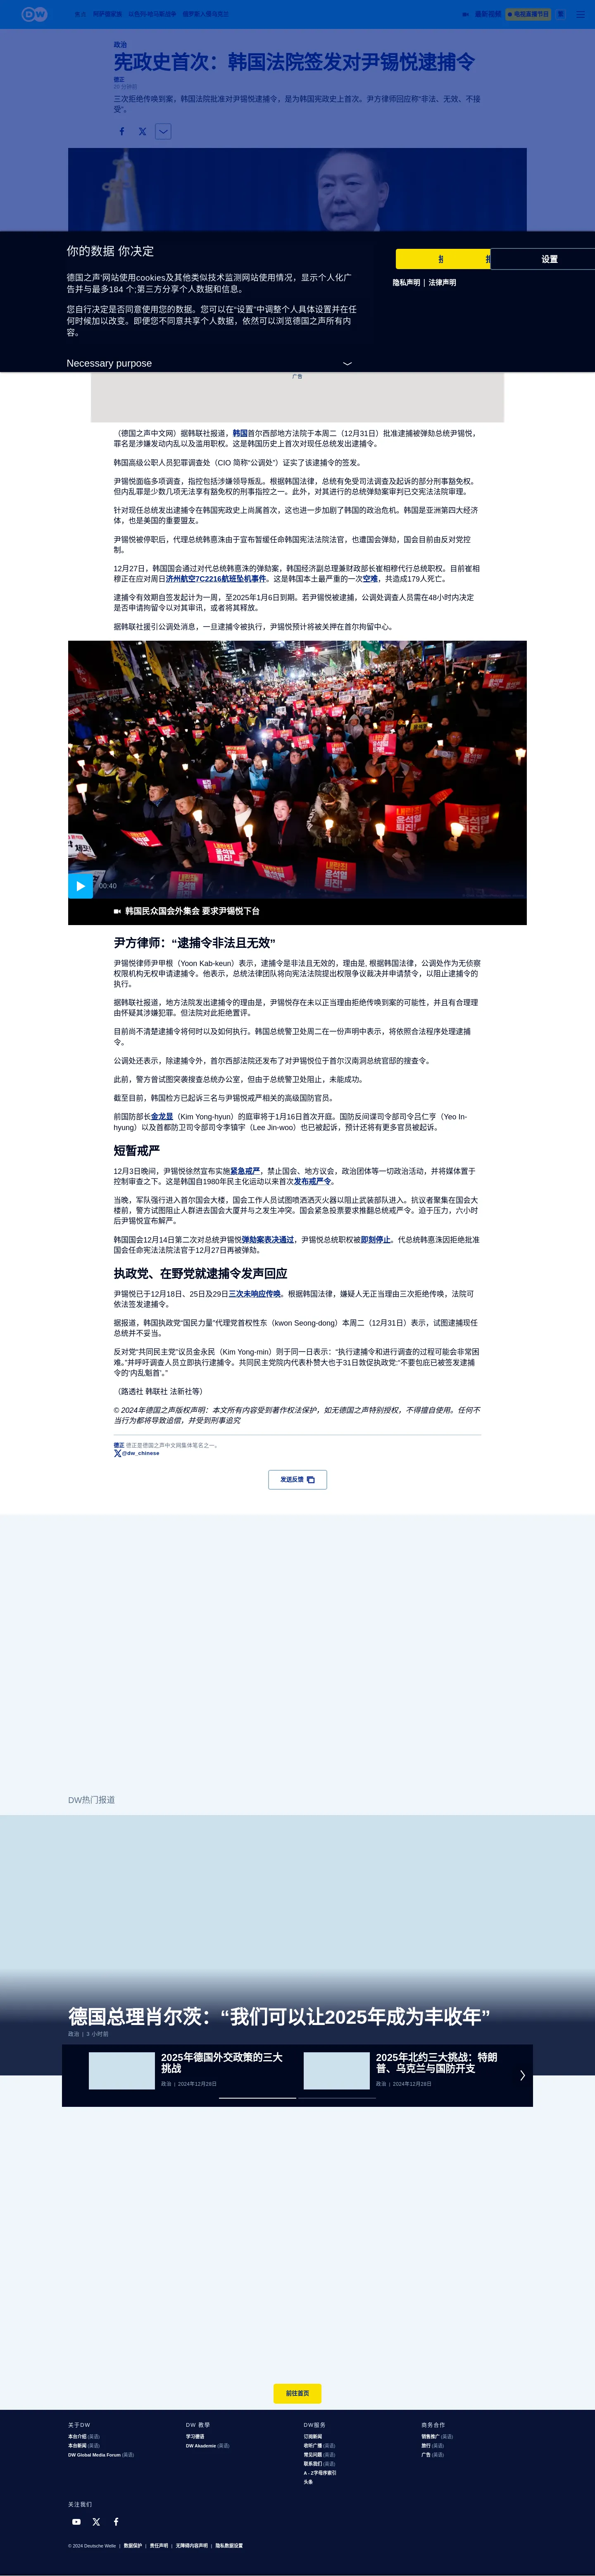 DW
最新视频
电视直播节目
政治
宪政史首次：韩国法院签发对尹锡悦逮捕令
德正
三次拒绝传唤到案，韩国法院批准对尹锡悦逮捕令，是为韩国宪政史上首次。尹方律师回应称“非法，无效、不接
受”。
你的数据 你决定
设置
隐私声明 | 法律声明
德国之声'网站使用cookies及其他类似技术监测网站使用情况，显示个人化广
告并与最多184 个;第三方分享个人数据和信息。
您自行决定是否同意使用您的数据。您可以在“设置”中调整个人具体设置并在任
何时候加以改变。即便您不同意共享个人数据，依然可以浏览德国之声所有内
容。
Necessary purpose
广告
（德国之声中文网）据韩联社报道，韩国首尔西部地方法院于本周二（12月31日）批准逮捕被弹劾总统尹锡悦，
罪名是涉嫌发动内乱以及滥用职权。这是韩国历史上首次对现任总统发出逮捕令。
韩国高级公职人员犯罪调查处（CIO 简称“公调处”）证实了该逮捕令的签发。
尹锡悦面临多项调查，指控包括涉嫌领导叛乱。根据韩国法律，总统有免受司法调查及起诉的部分刑事豁免权。
但内乱罪是少数几项无法享有豁免权的刑事指控之一。此外，对其进行的总统弹劾案审判已交宪法法院审理。
针对现任总统发出逮捕令在韩国宪政史上尚属首次，这也进一步加剧了韩国的政治危机。韩国是亚洲第四大经济
体，也是美国的重要盟友。
尹锡悦被停职后，代理总统韩悳洙由于宣布暂缓任命韩国宪法法院法官，也遭国会弹劾，国会目前由反对党控
制。
12月27日，韩国国会通过对代总统韩悳洙的弹劾案，韩国经济副总理兼财政部长崔相穆代行总统职权。目前崔相
穆正在应对周日济州航空7C2216航班坠机事件。这是韩国本土最严重的一次空难，共造成179人死亡。
逮捕令有效期自签发起计为一周，至2025年1月6日到期。若尹锡悦被逮捕，公调处调查人员需在48小时内决定
是否申请拘留令以对其审讯，或者将其释放。
据韩联社援引公调处消息，一旦逮捕令被执行，尹锡悦预计将被关押在首尔拘留中心。
00:40
韩国民众国会外集会 要求尹锡悦下台
尹方律师：“逮捕令非法且无效”
尹锡悦律师尹甲根（Yoon Kab-keun）表示，逮捕令是非法且无效的，理由是, 根据韩国法律，公调处作为无侦察
权限机构无权申请逮捕令。他表示，总统法律团队将向宪法法院提出权限争议裁决并申请禁令，以阻止逮捕令的
执行。
据韩联社报道，地方法院发出逮捕令的理由是，尹锡悦存在未以正当理由拒绝传唤到案的可能性，并且有合理理
由怀疑其涉嫌犯罪。但法院对此拒绝置评。
目前尚不清楚逮捕令将何时以及如何执行。韩国总统警卫处周二在一份声明中表示，将依照合法程序处理逮捕
令。
公调处还表示，除逮捕令外，首尔西部法院还发布了对尹锡悦位于首尔汉南洞总统官邸的搜查令。
此前，警方曾试图突袭搜查总统办公室，但由于总统警卫处阻止，未能成功。
截至目前，韩国检方已起诉三名与尹锡悦戒严相关的高级国防官员。
前国防部长金龙显（Kim Yong-hyun）的庭审将于1月16日首次开庭。国防反间谍司令部司令吕仁亨（Yeo In-
hyung）以及首都防卫司令部司令李镇宇（Lee Jin-woo）也已被起诉，预计还将有更多官员被起诉。
短暂戒严
12月3日晚间，尹锡悦徐然宣布实施紧急戒严，禁止国会、地方议会，政治团体等一切政治活动，并将媒体置于
控制审查之下。这是韩国自1980年民主化运动以来首次发布戒严令。
当晚，军队强行进入首尔国会大楼，国会工作人员试图喷洒洒灭火器以阻止武装部队进入。抗议者聚集在国会大
楼前，警方试图阻止人群进去国会大厦并与之发生冲突。国会紧急投票要求推翻总统戒严令。迫于压力，六小时
后尹锡悦宣布解严。
韩国国会12月14日第二次对总统尹锡悦弹劾案表决通过，尹锡悦总统职权被即刻停止。代总统韩悳洙因拒绝批准
国会任命宪法法院法官于12月27日再被弹劾。
执政党、在野党就逮捕令发声回应
尹锡悦已于12月18日、25日及29日三次未响应传唤。根据韩国法律，嫌疑人无正当理由三次拒绝传唤，法院可
依法签发逮捕令。
据报道，韩国执政党“国民力量”代理党首权性东（kwon Seong-dong）本周二（12月31日）表示，试图逮捕现任
总统并不妥当。
反对党“共同民主党”议员金永民（Kim Yong-min）则于同一日表示：“执行逮捕令和进行调查的过程可能会非常困
难。”并呼吁调查人员立即执行逮捕令。共同民主党院内代表朴赞大也于31日敦促执政党:“不要包庇已被签发逮捕
令的‘内乱魁首’。”
（路透社 韩联社 法新社等）
© 2024年德国之声版权声明：本文所有内容受到著作权法保护，如无德国之声特别授权，不得擅自使用。任何不
当行为都将导致追偿，并受到刑事追究
德正 德正是德国之声中文网集体笔名之一。
@dw_chinese
发送反馈
DW热门报道
德国总理肖尔茨：“我们可以让2025年成为丰收年”
政治 | 3 小时前
2025年德国外交政策的三大
挑战
政治 | 2024年12月28日
2025年北约三大挑战：特朗
普、乌克兰与国防开支
政治 | 2024年12月28日
前往首页
关于DW
本台介绍 (英语)
本台新闻 (英语)
DW Global Media Forum (英语)
DW 教學
学习德语
DW Akademie (英语)
DW服务
订阅新闻
收听广播 (英语)
常见问题 (英语)
联系我们 (英语)
A - Z字母序索引
头条
商务合作
销售推广 (英语)
旅行 (英语)
广告 (英语)
关注我们
© 2024 Deutsche Welle | 数据保护 | 责任声明 | 无障碍内容声明 | 隐私数据设置